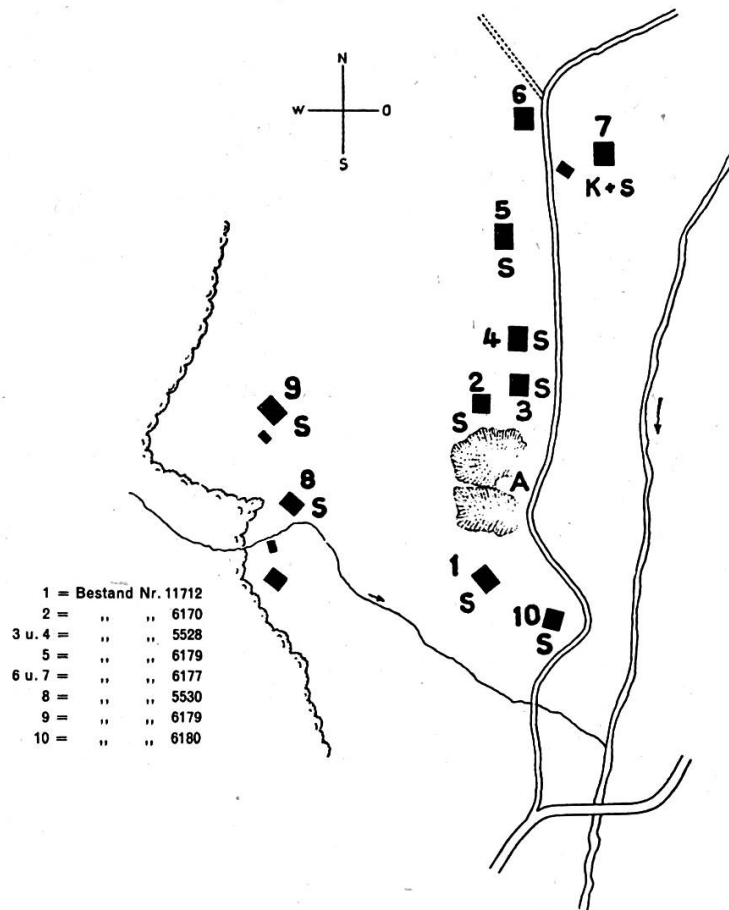 N
W O
S
6
7
K + S
5
S
4 S
3 S
2
S
A
9
S
8
S
1
S
10
S
1 = Bestand Nr. 11712
2 = ,, ,, 6170
3 u. 4 = ,, ,, 5528
5 = ,, ,, 6179
6 u. 7 = ,, ,, 6177
8 = ,, ,, 5530
9 = ,, ,, 6179
10 = ,, ,, 6180